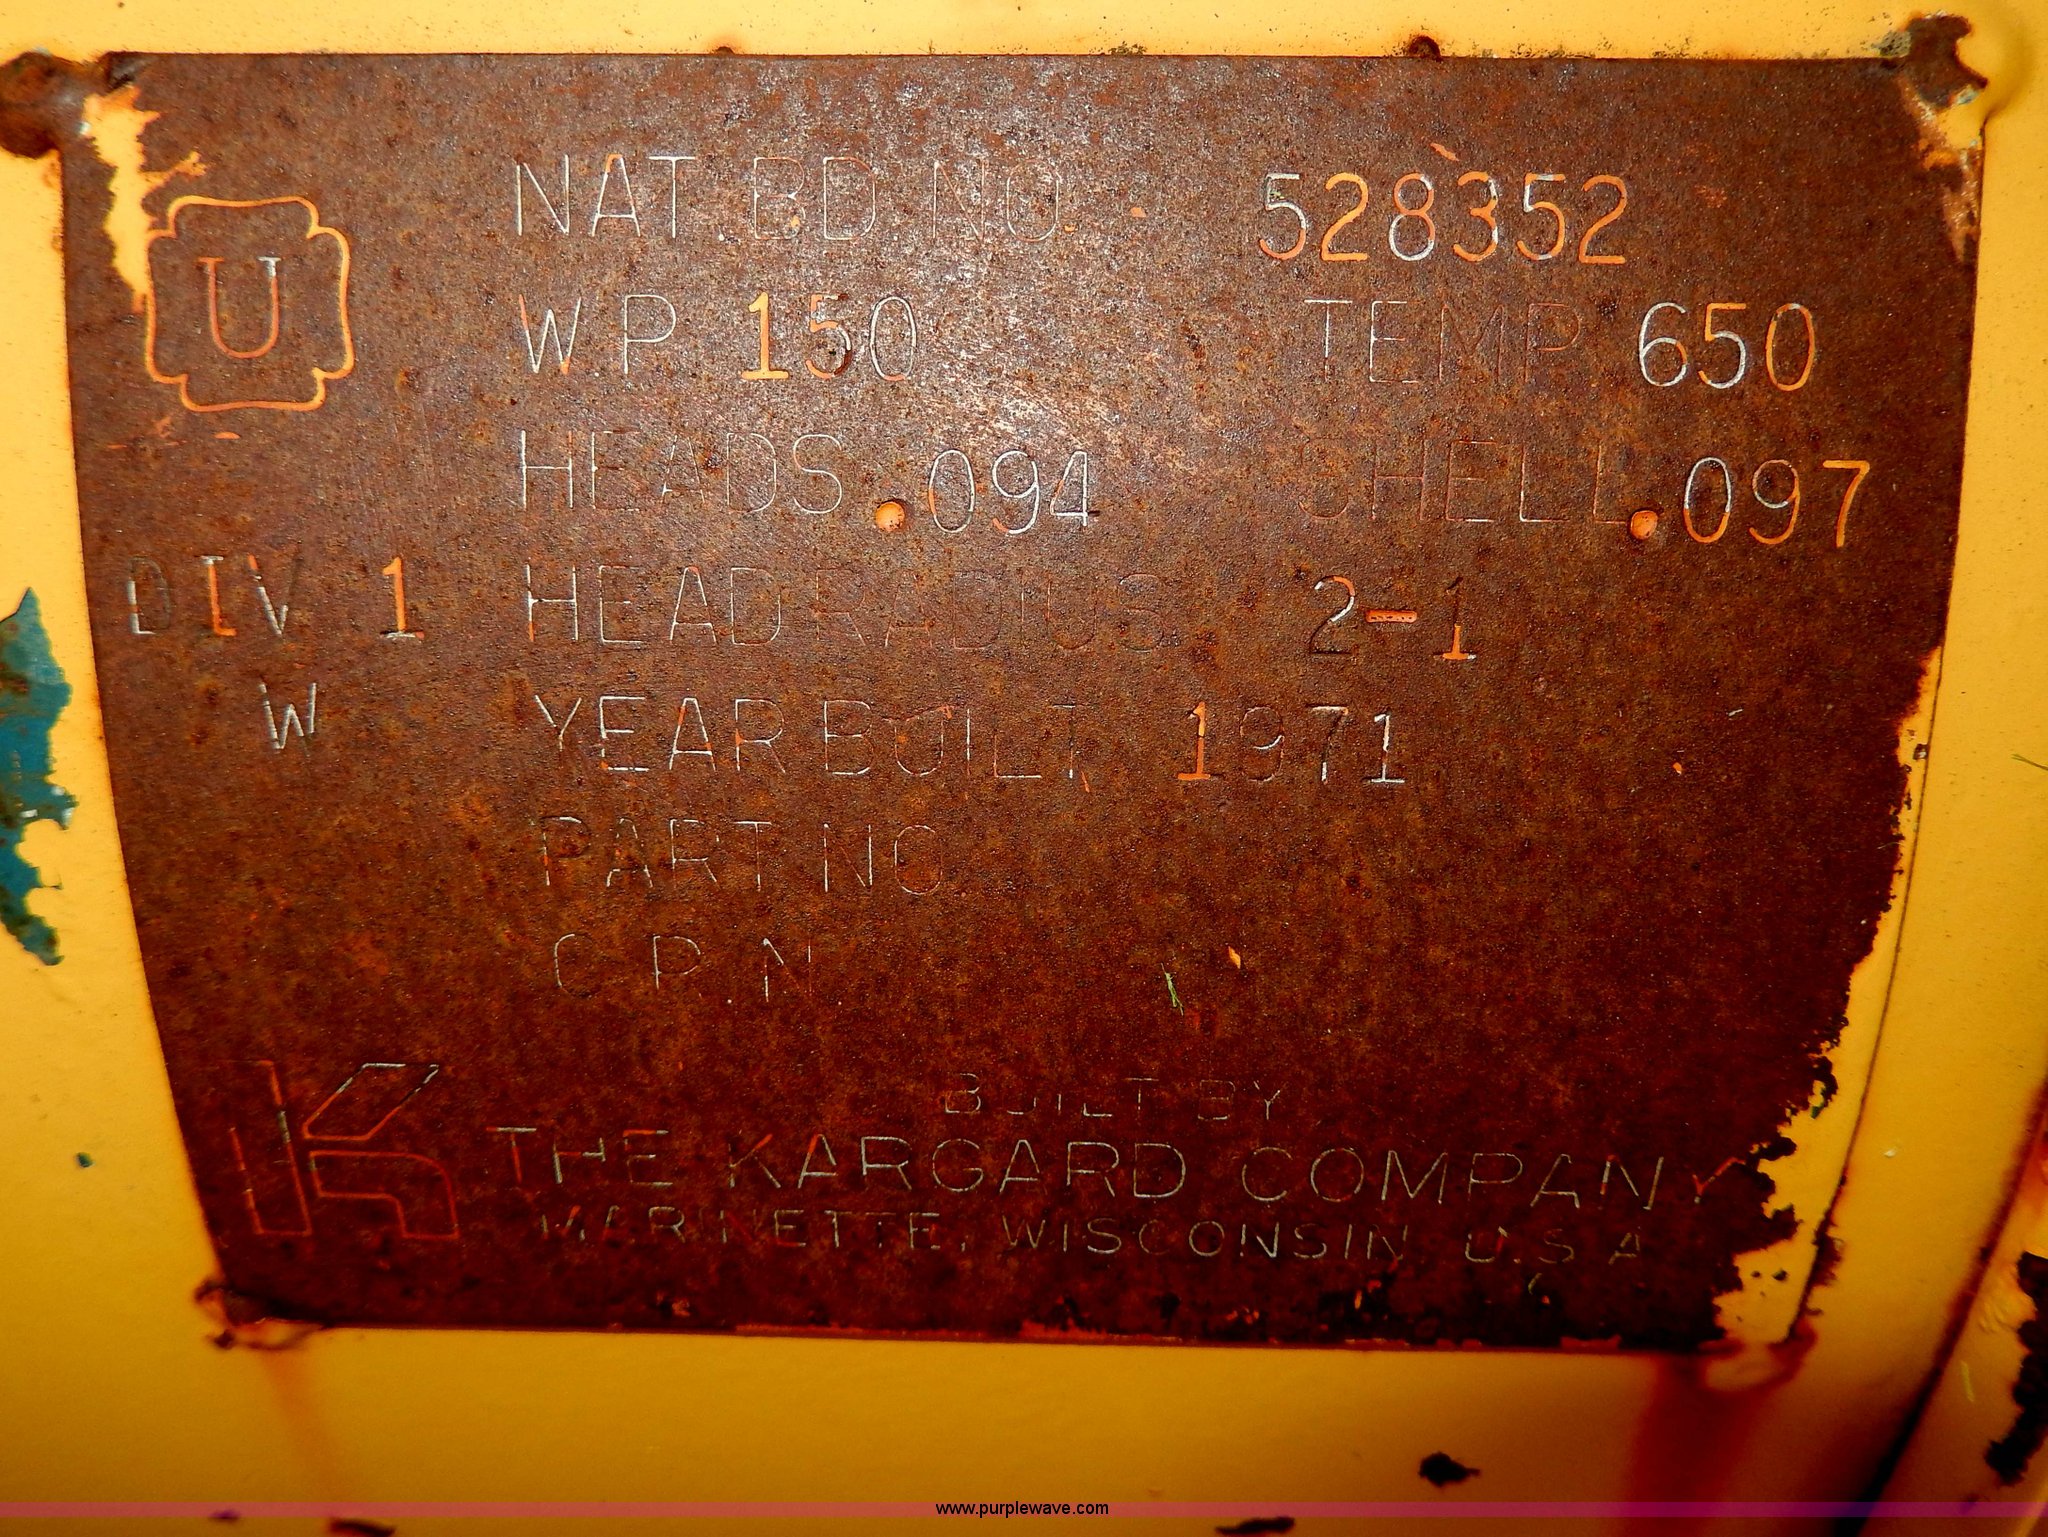 U
NAT. BD. NO. 528352
W.P. 150 TEMP. 650
HEADS .094 SHELL .097
DIV 1 HEAD RADIUS 2-1
W YEAR BUILT 1971
PART NO.
C.P.N.
K
BUILT BY
THE KARGARD COMPANY
MARINETTE, WISCONSIN U.S.A.
www.purplewave.com